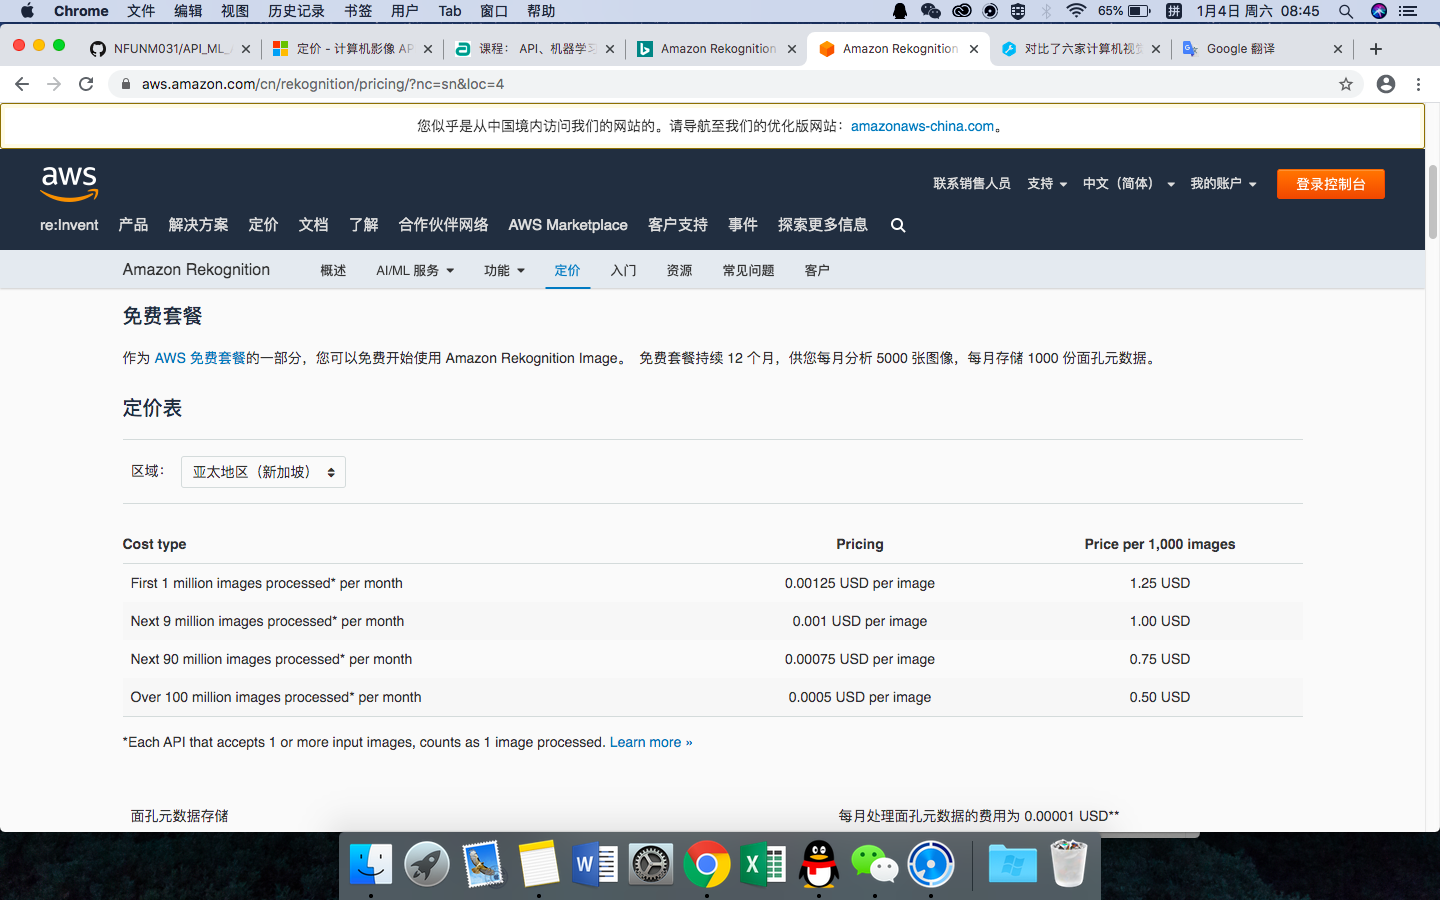 Chrome 文件 编辑 视图 历史记录 书签 用户 Tab 窗口 帮助 65% 拼 1月4日 周六 08:45
NFUNM031/API_ML_ 定价 - 计算机影像 AP 课程： API、机器学习 Amazon Rekognition Amazon Rekognition 对比了六家计算机视觉 Google 翻译
aws.amazon.com/cn/rekognition/pricing/?nc=sn&loc=4
您似乎是从中国境内访问我们的网站的。请导航至我们的优化版网站：amazonaws-china.com。
aws
联系销售人员 支持 中文（简体） 我的账户 登录控制台
re:Invent 产品 解决方案 定价 文档 了解 合作伙伴网络 AWS Marketplace 客户支持 事件 探索更多信息
Amazon Rekognition 概述 AI/ML 服务 功能 定价 入门 资源 常见问题 客户
免费套餐
作为 AWS 免费套餐的一部分，您可以免费开始使用 Amazon Rekognition Image。 免费套餐持续 12 个月，供您每月分析 5000 张图像，每月存储 1000 份面孔元数据。
定价表
区域： 亚太地区（新加坡）
Cost type Pricing Price per 1,000 images
First 1 million images processed* per month 0.00125 USD per image 1.25 USD
Next 9 million images processed* per month 0.001 USD per image 1.00 USD
Next 90 million images processed* per month 0.00075 USD per image 0.75 USD
Over 100 million images processed* per month 0.0005 USD per image 0.50 USD
*Each API that accepts 1 or more input images, counts as 1 image processed. Learn more »
面孔元数据存储 每月处理面孔元数据的费用为 0.00001 USD**